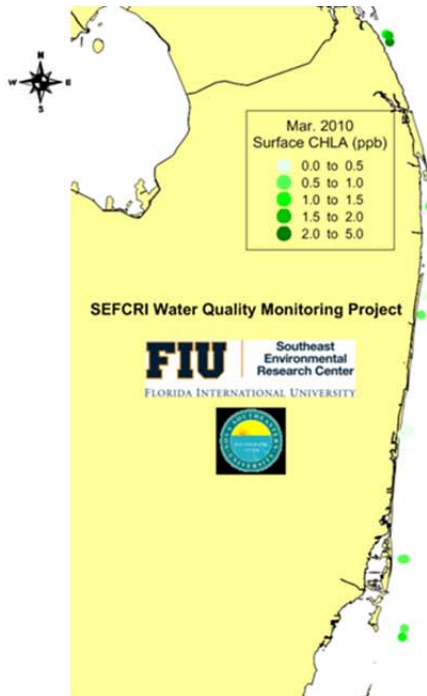 N
W E
S
Mar. 2010
Surface CHLA (ppb)
0.0 to 0.5
0.5 to 1.0
1.0 to 1.5
1.5 to 2.0
2.0 to 5.0
SEFCRI Water Quality Monitoring Project
FIU
Southeast
Environmental
Research Center
FLORIDA INTERNATIONAL UNIVERSITY